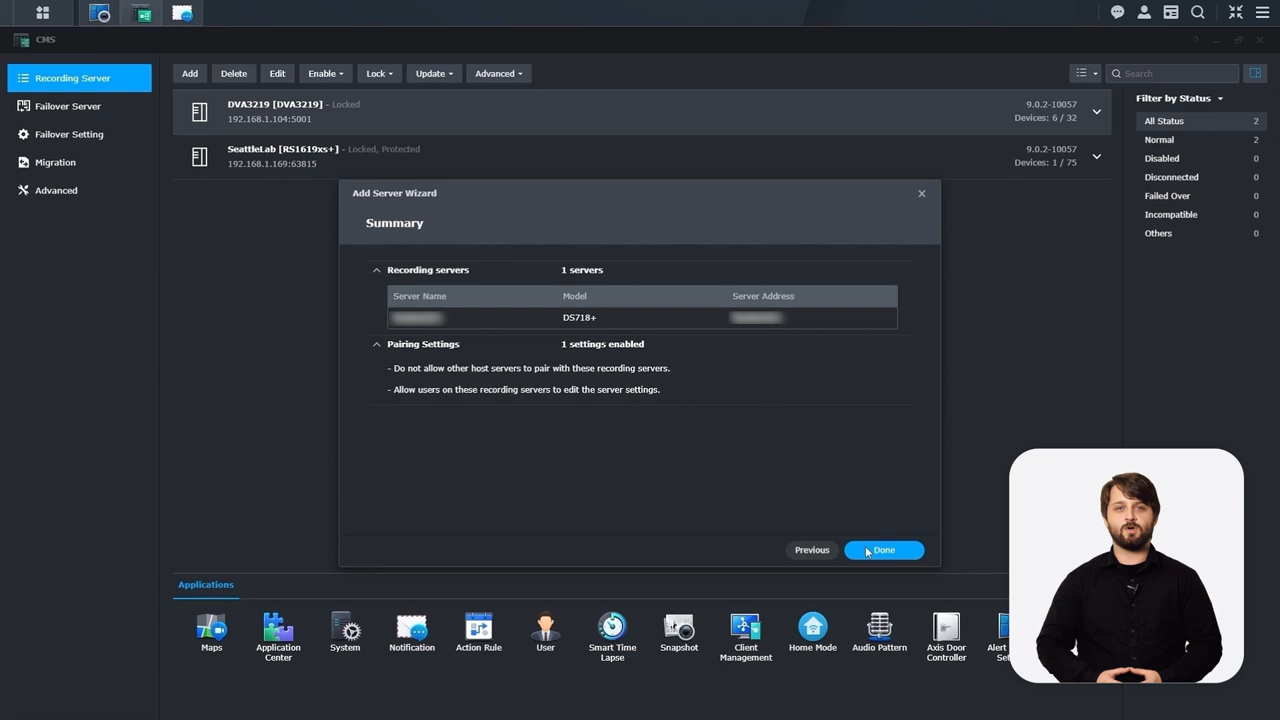 CMS
Recording Server
Failover Server
Failover Setting
Migration
Advanced
Add
Delete
Edit
Enable
Lock
Update
Advanced
Search
DVA3219 [DVA3219] - Locked
192.168.1.104:5001
9.0.2-10057
Devices: 6 / 32
SeattleLab [RS1619xs+] - Locked, Protected
192.168.1.169:63815
9.0.2-10057
Devices: 1 / 75
Filter by Status
All Status 2
Normal 2
Disabled 0
Disconnected 0
Failed Over 0
Incompatible 0
Others 0
Add Server Wizard
Summary
Recording servers 1 servers
Server Name Model Server Address
DS718+
Pairing Settings 1 settings enabled
- Do not allow other host servers to pair with these recording servers.
- Allow users on these recording servers to edit the server settings.
Previous
Done
Applications
Maps
Application
Center
System
Notification
Action Rule
User
Smart Time
Lapse
Snapshot
Client
Management
Home Mode
Audio Pattern
Axis Door
Controller
Alert